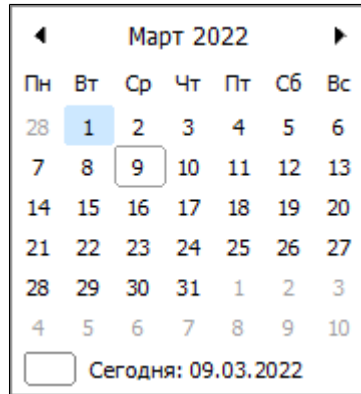 Март 2022
Пн Вт Ср Чт Пт Сб Вс
28 1 2 3 4 5 6
7 8 9 10 11 12 13
14 15 16 17 18 19 20
21 22 23 24 25 26 27
28 29 30 31 1 2 3
4 5 6 7 8 9 10
Сегодня: 09.03.2022